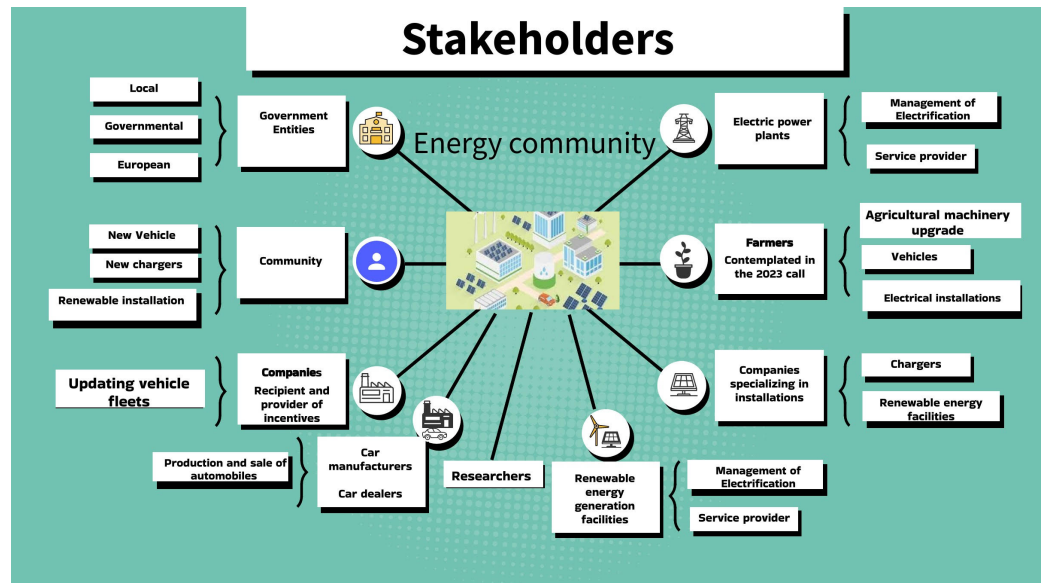 Stakeholders
Energy community
Local
Governmental
European
Government
Entities
Electric power
plants
Management of
Electrification
Service provider
New Vehicle
New chargers
Renewable installation
Community
Farmers
Contemplated in
the 2023 call
Agricultural machinery
upgrade
Vehicles
Electrical installations
Updating vehicle
fleets
Companies
Recipient and
provider of
incentives
Companies
specializing in
installations
Chargers
Renewable energy
facilities
Production and sale of
automobiles
Car
manufacturers
Car dealers
Researchers
Renewable
energy
generation
facilities
Management of
Electrification
Service provider